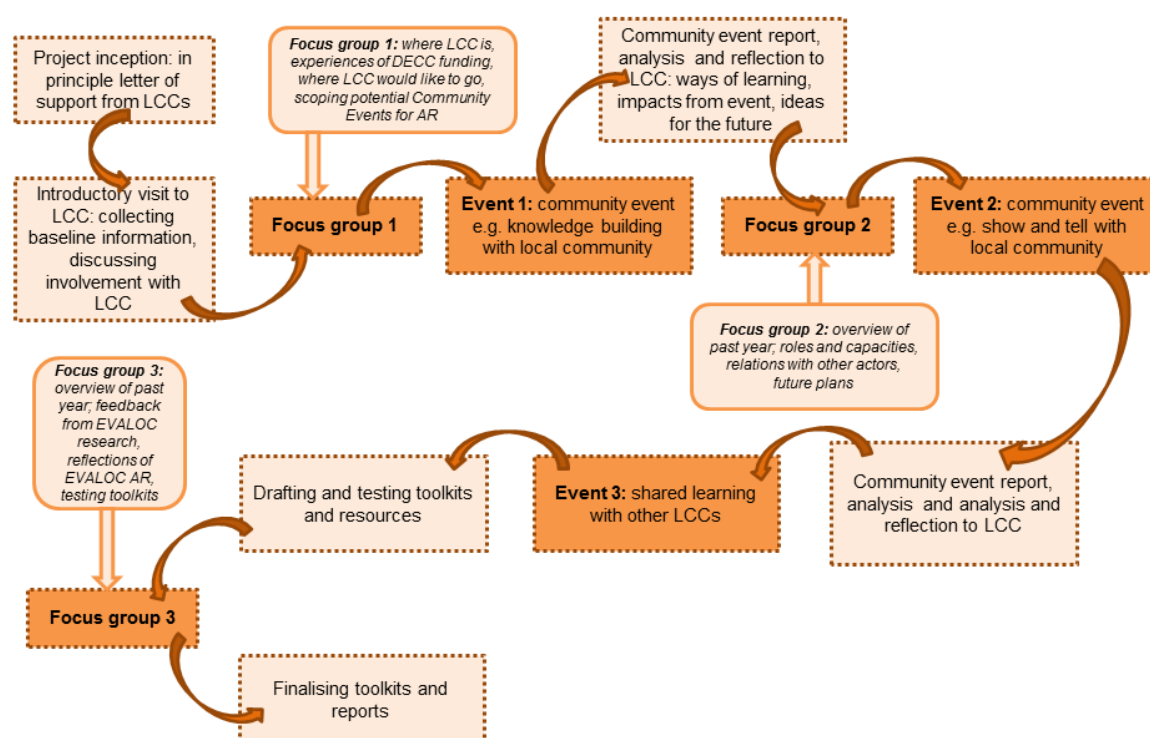 Project inception: in
principle letter of
support from LCCs
Focus group 1: where LCC is,
experiences of DECC funding,
where LCC would like to go,
scoping potential Community
Events for AR
Community event report,
analysis and reflection to
LCC: ways of learning,
impacts from event, ideas
for the future
Introductory visit to
LCC: collecting
baseline information,
discussing
involvement with
LCC
Focus group 1
Event 1: community event
e.g. knowledge building
with local community
Focus group 2
Event 2: community event
e.g. show and tell with
local community
Focus group 2: overview of
past year; roles and capacities,
relations with other actors,
future plans
Focus group 3:
overview of past
year; feedback
from EVALOC
research,
reflections of
EVALOC AR,
testing toolkits
Drafting and testing toolkits
and resources
Event 3: shared learning
with other LCCs
Community event report,
analysis and analysis and
reflection to LCC
Focus group 3
Finalising toolkits and
reports